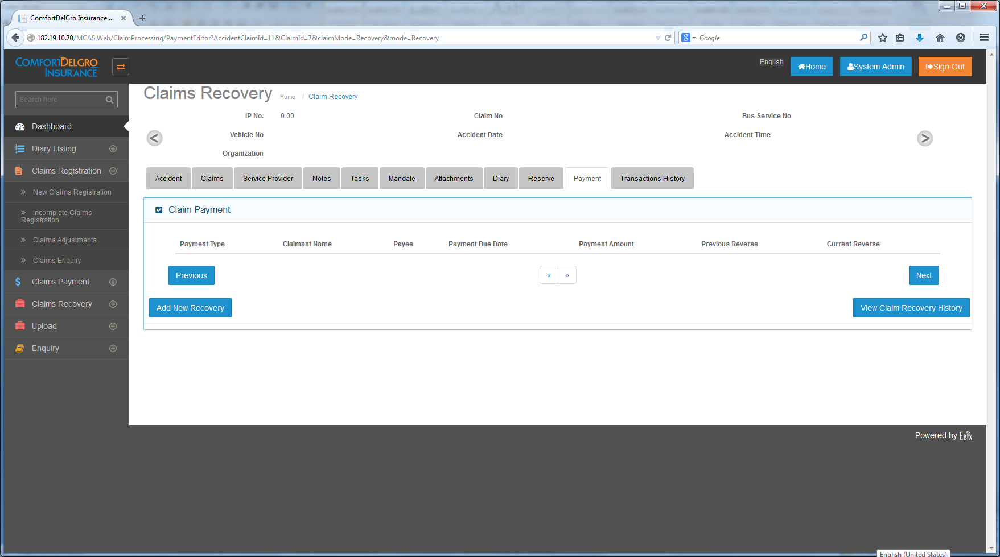 ComfortDelGro Insurance ...
182.19.10.70/MCAS.Web/ClaimProcessing/PaymentEditor?AccidentClaimId=11&ClaimId=7&claimMode=Recovery&mode=Recovery
Google
COMFORTDELGRO
INSURANCE
English
Home
System Admin
Sign Out
Search here
Dashboard
Diary Listing
Claims Registration
» New Claims Registration
» Incomplete Claims
Registration
» Claims Adjustments
» Claims Enquiry
Claims Payment
Claims Recovery
Upload
Enquiry
Claims Recovery Home / Claim Recovery
IP No. 0.00 Claim No Bus Service No
Vehicle No Accident Date Accident Time
Organization
< >
Accident Claims Service Provider Notes Tasks Mandate Attachments Diary Reserve Payment Transactions History
Claim Payment
Payment Type Claimant Name Payee Payment Due Date Payment Amount Previous Reverse Current Reverse
Previous « » Next
Add New Recovery View Claim Recovery History
Powered by EBIX
English (United States)